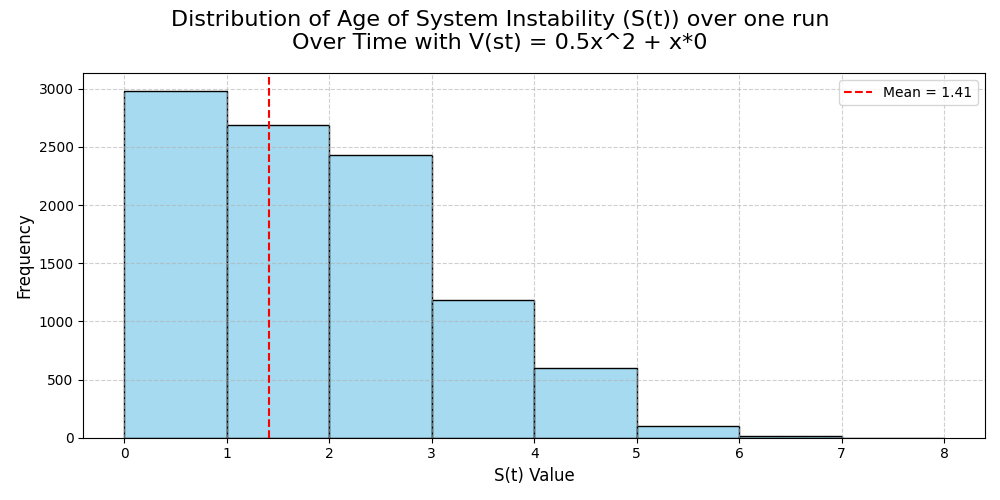 Distribution of Age of System Instability (S(t)) over one run
Over Time with V(st) = 0.5x^2 + x*0
Mean = 1.41
Frequency
3000
2500
2000
1500
1000
500
0
0 1 2 3 4 5 6 7 8
S(t) Value